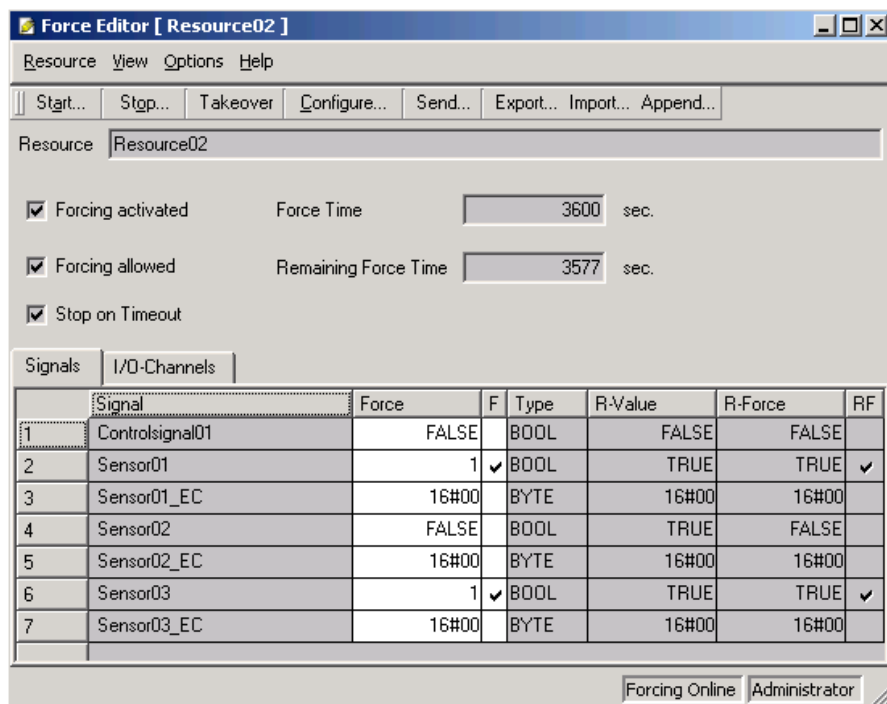 Force Editor [ Resource02 ]
Resource View Options Help
Start... Stop... Takeover Configure... Send... Export... Import... Append...
Resource Resource02
Forcing activated Force Time 3600 sec.
Forcing allowed Remaining Force Time 3577 sec.
Stop on Timeout
Signals I/O-Channels
Signal Force F Type R-Value R-Force RF
1 Controlsignal01 FALSE BOOL FALSE FALSE
2 Sensor01 1 BOOL TRUE TRUE
3 Sensor01_EC 16#00 BYTE 16#00 16#00
4 Sensor02 FALSE BOOL TRUE FALSE
5 Sensor02_EC 16#00 BYTE 16#00 16#00
6 Sensor03 1 BOOL TRUE TRUE
7 Sensor03_EC 16#00 BYTE 16#00 16#00
Forcing Online Administrator